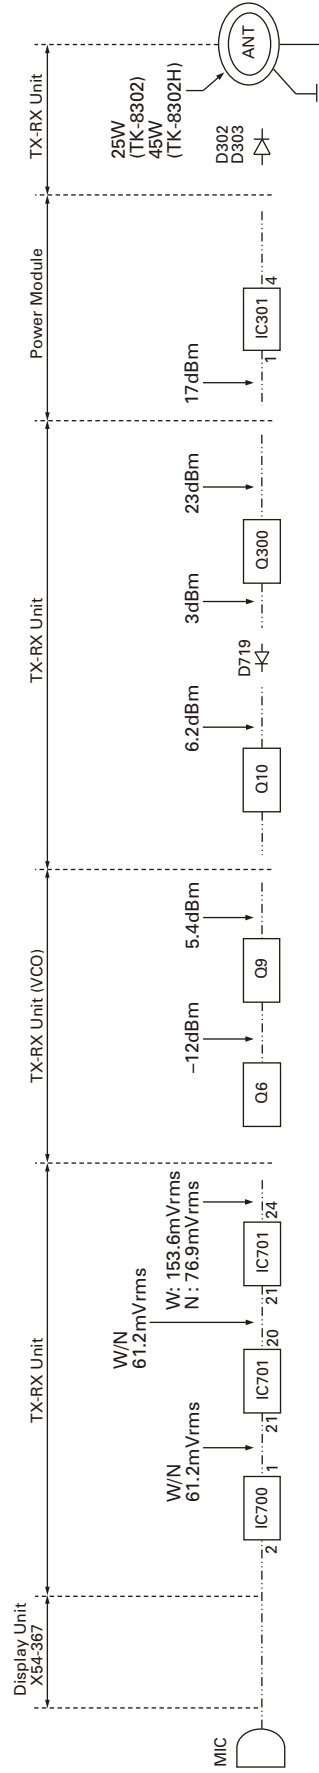 MIC
Display Unit
X54-367
TX-RX Unit
2
IC700
1
W/N
61.2mVrms
21
IC701
20
W/N
61.2mVrms
21
IC701
24
W: 153.6mVrms
N: 76.9mVrms
TX-RX Unit (VCO)
Q6
–12dBm
Q9
5.4dBm
TX-RX Unit
Q10
6.2dBm
D719
3dBm
Q300
23dBm
Power Module
17dBm
1
IC301
4
TX-RX Unit
D302
D303
25W
(TK-8302)
45W
(TK-8302H)
ANT